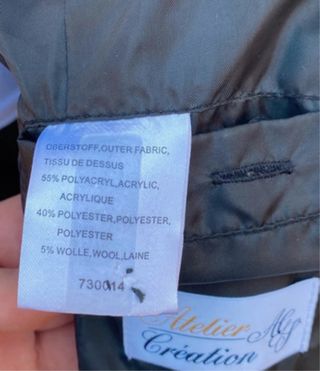 OBERSTOFF,OUTER FABRIC,
TISSU DE DESSUS
55% POLYACRYL,ACRYLIC,
ACRYLIQUE
40% POLYESTER,POLYESTER,
POLYESTER
5% WOLLE,WOOL,LAINE
730014
Atelier
Création